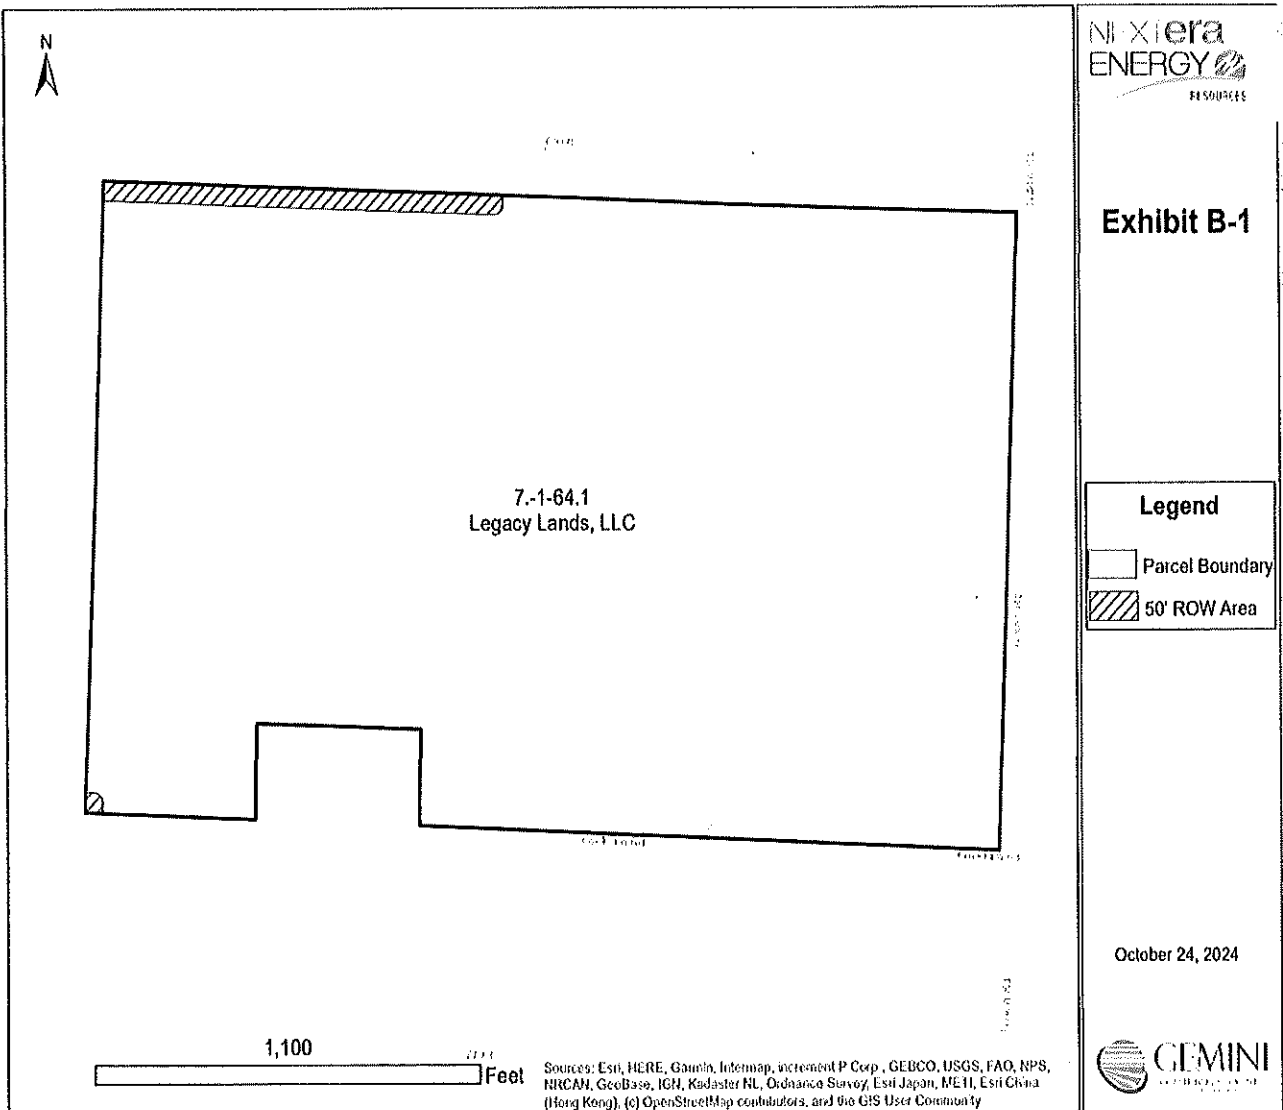 N
NEXTera
ENERGY
RESOURCES
Exhibit B-1
7.-1-64.1
Legacy Lands, LLC
Legend
Parcel Boundary
50' ROW Area
October 24, 2024
1,100
Feet
Sources: Esri, HERE, Garmin, Intermap, increment P Corp., GEBCO, USGS, FAO, NPS,
NRCAN, GeoBase, IGN, Kadaster NL, Ordnance Survey, Esri Japan, METI, Esri China
(Hong Kong), (c) OpenStreetMap contributors, and the GIS User Community
GEMINI